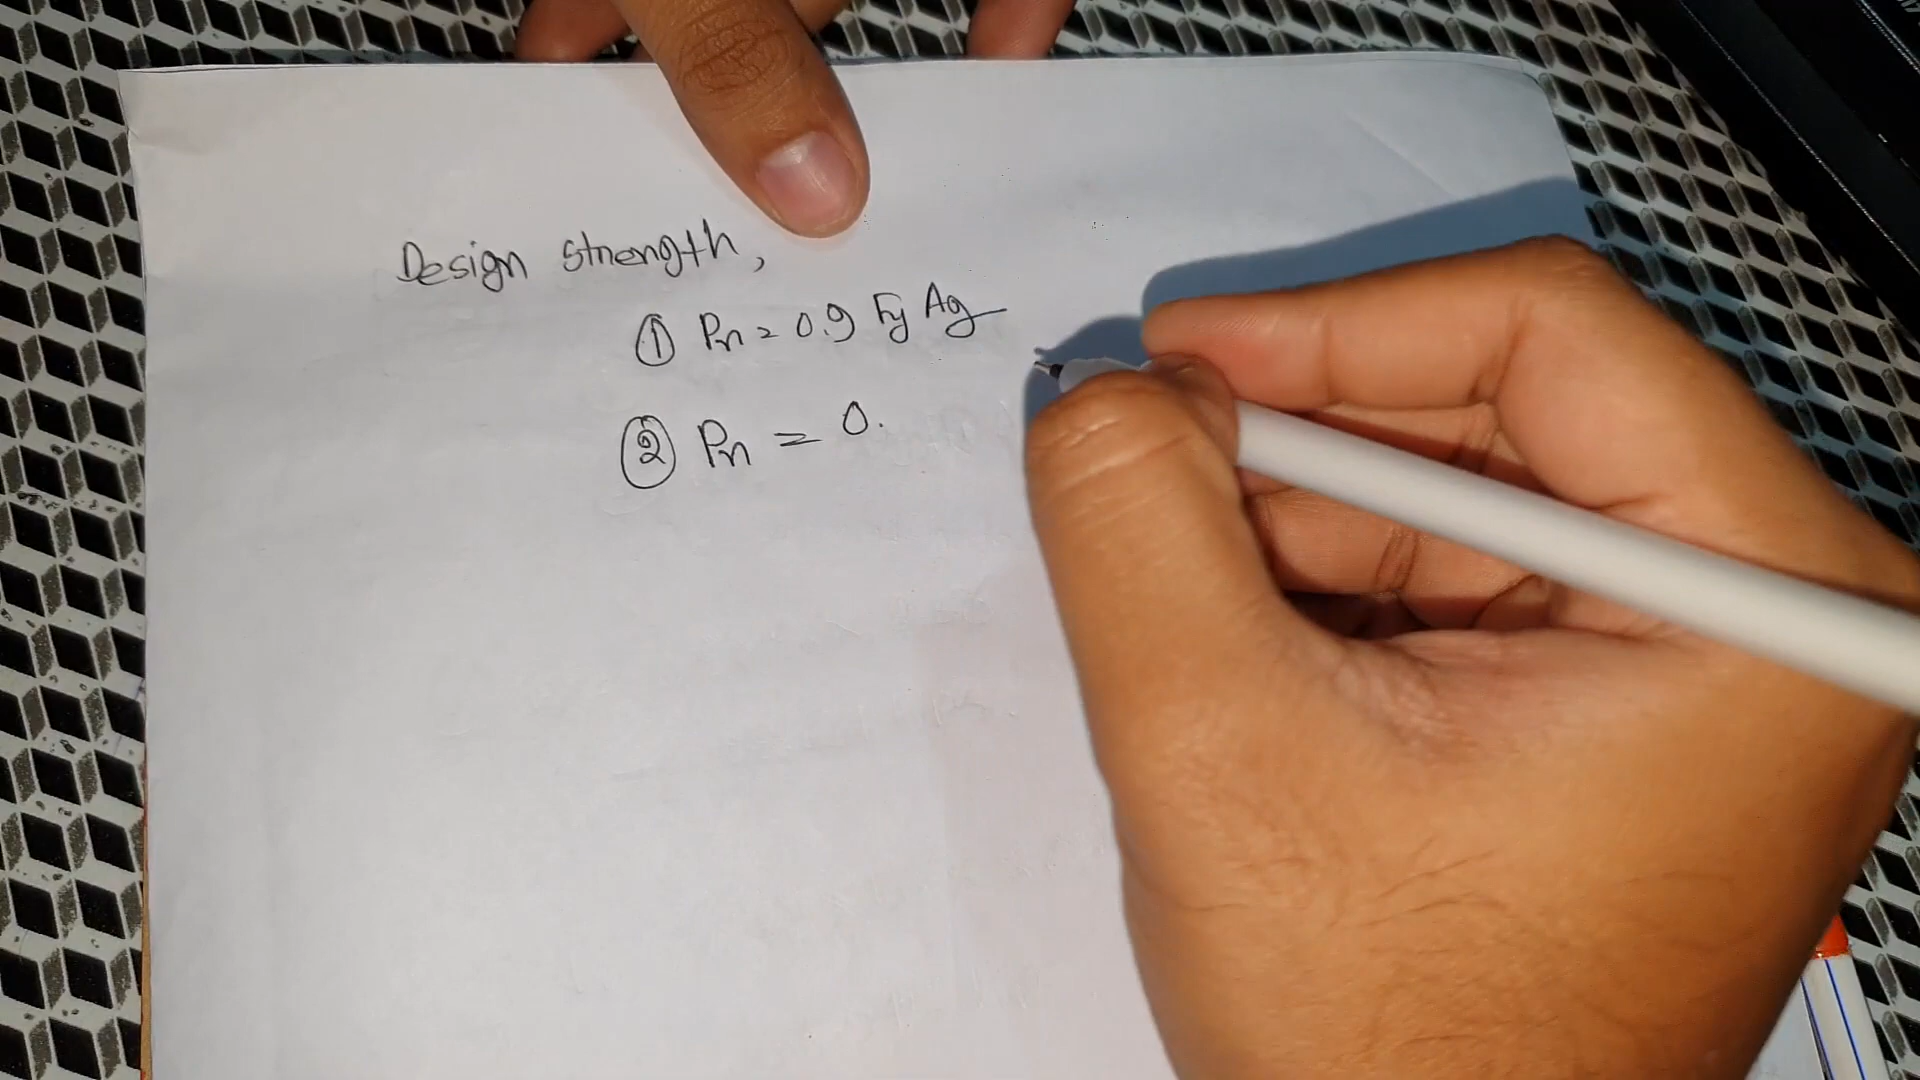 Design strength,
① Pn = 0.9 Fy Ag
② Pn = 0.